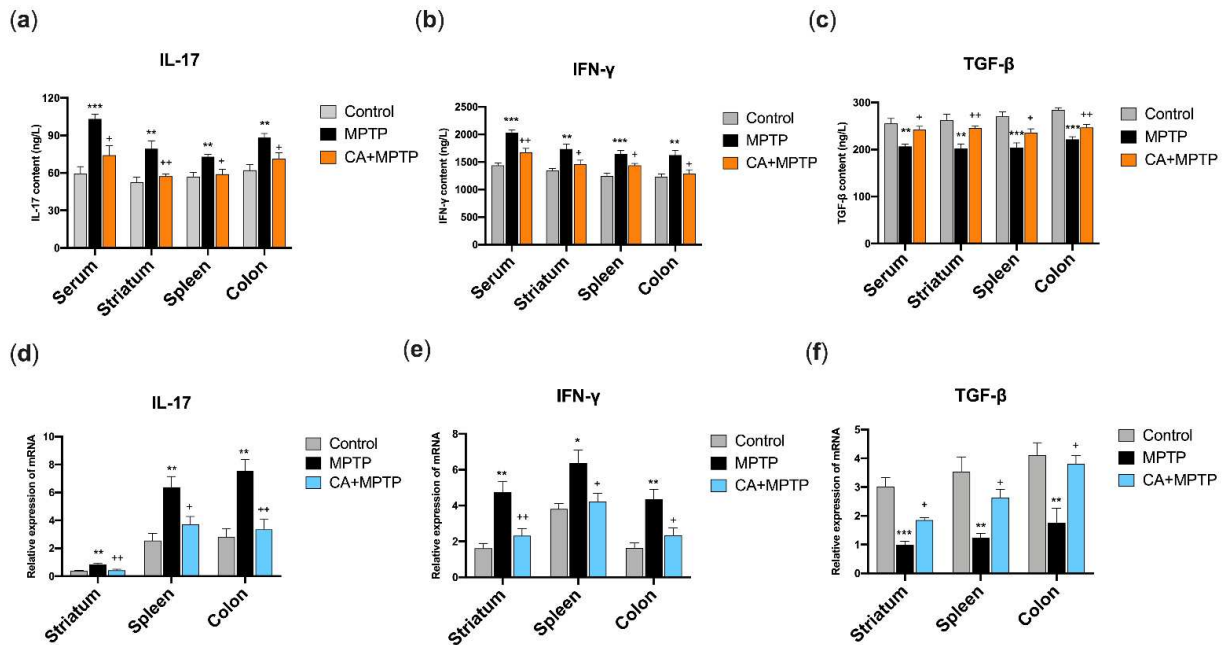 (a)
IL-17
IL-17 content (ng/L)
120
90
60
30
0
***
+
**
++
**
+
**
+
Serum
Striatum
Spleen
Colon
Control
MPTP
CA+MPTP
(b)
IFN-γ
IFN-γ content (ng/L)
2500
2000
1500
1000
500
0
***
++
**
+
***
+
**
+
Serum
Striatum
Spleen
Colon
Control
MPTP
CA+MPTP
(c)
TGF-β
TGF-β content (ng/L)
300
200
100
0
**
+
**
++
***
+
***
++
Serum
Striatum
Spleen
Colon
Control
MPTP
CA+MPTP
(d)
IL-17
Relative expression of mRNA
10
8
6
4
2
0
**
++
**
+
**
++
Striatum
Spleen
Colon
Control
MPTP
CA+MPTP
(e)
IFN-γ
Relative expression of mRNA
8
6
4
2
0
**
++
*
+
**
+
Striatum
Spleen
Colon
Control
MPTP
CA+MPTP
(f)
TGF-β
Relative expression of mRNA
5
4
3
2
1
0
***
+
**
+
**
+
Striatum
Spleen
Colon
Control
MPTP
CA+MPTP